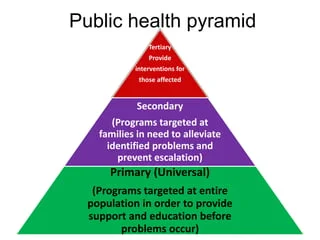 Public health pyramid
Tertiary
Provide
interventions for
those affected
Secondary
(Programs targeted at
families in need to alleviate
identified problems and
prevent escalation)
Primary (Universal)
(Programs targeted at entire
population in order to provide
support and education before
problems occur)